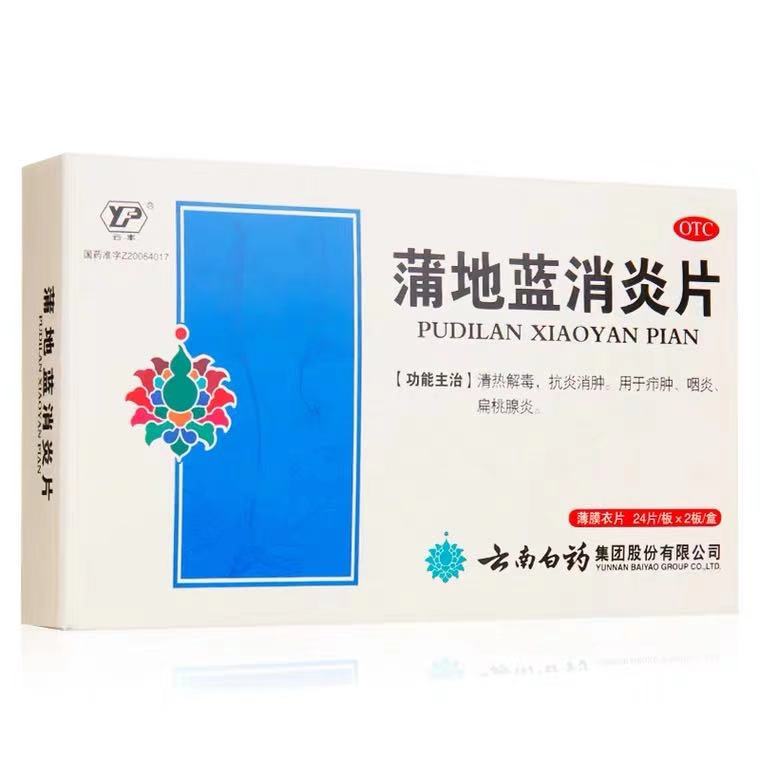 YP®
云·丰
国药准字Z20064017
OTC
蒲地蓝消炎片
PUDILAN XIAOYAN PIAN
【功能主治】清热解毒，抗炎消肿。用于疖肿、咽炎、
扁桃腺炎。
薄膜衣片 24片/板×2板/盒
云南白药集团股份有限公司
YUNNAN BAIYAO GROUP CO.,LTD.
蒲地蓝消炎片
PUDILAN XIAOYAN PIAN